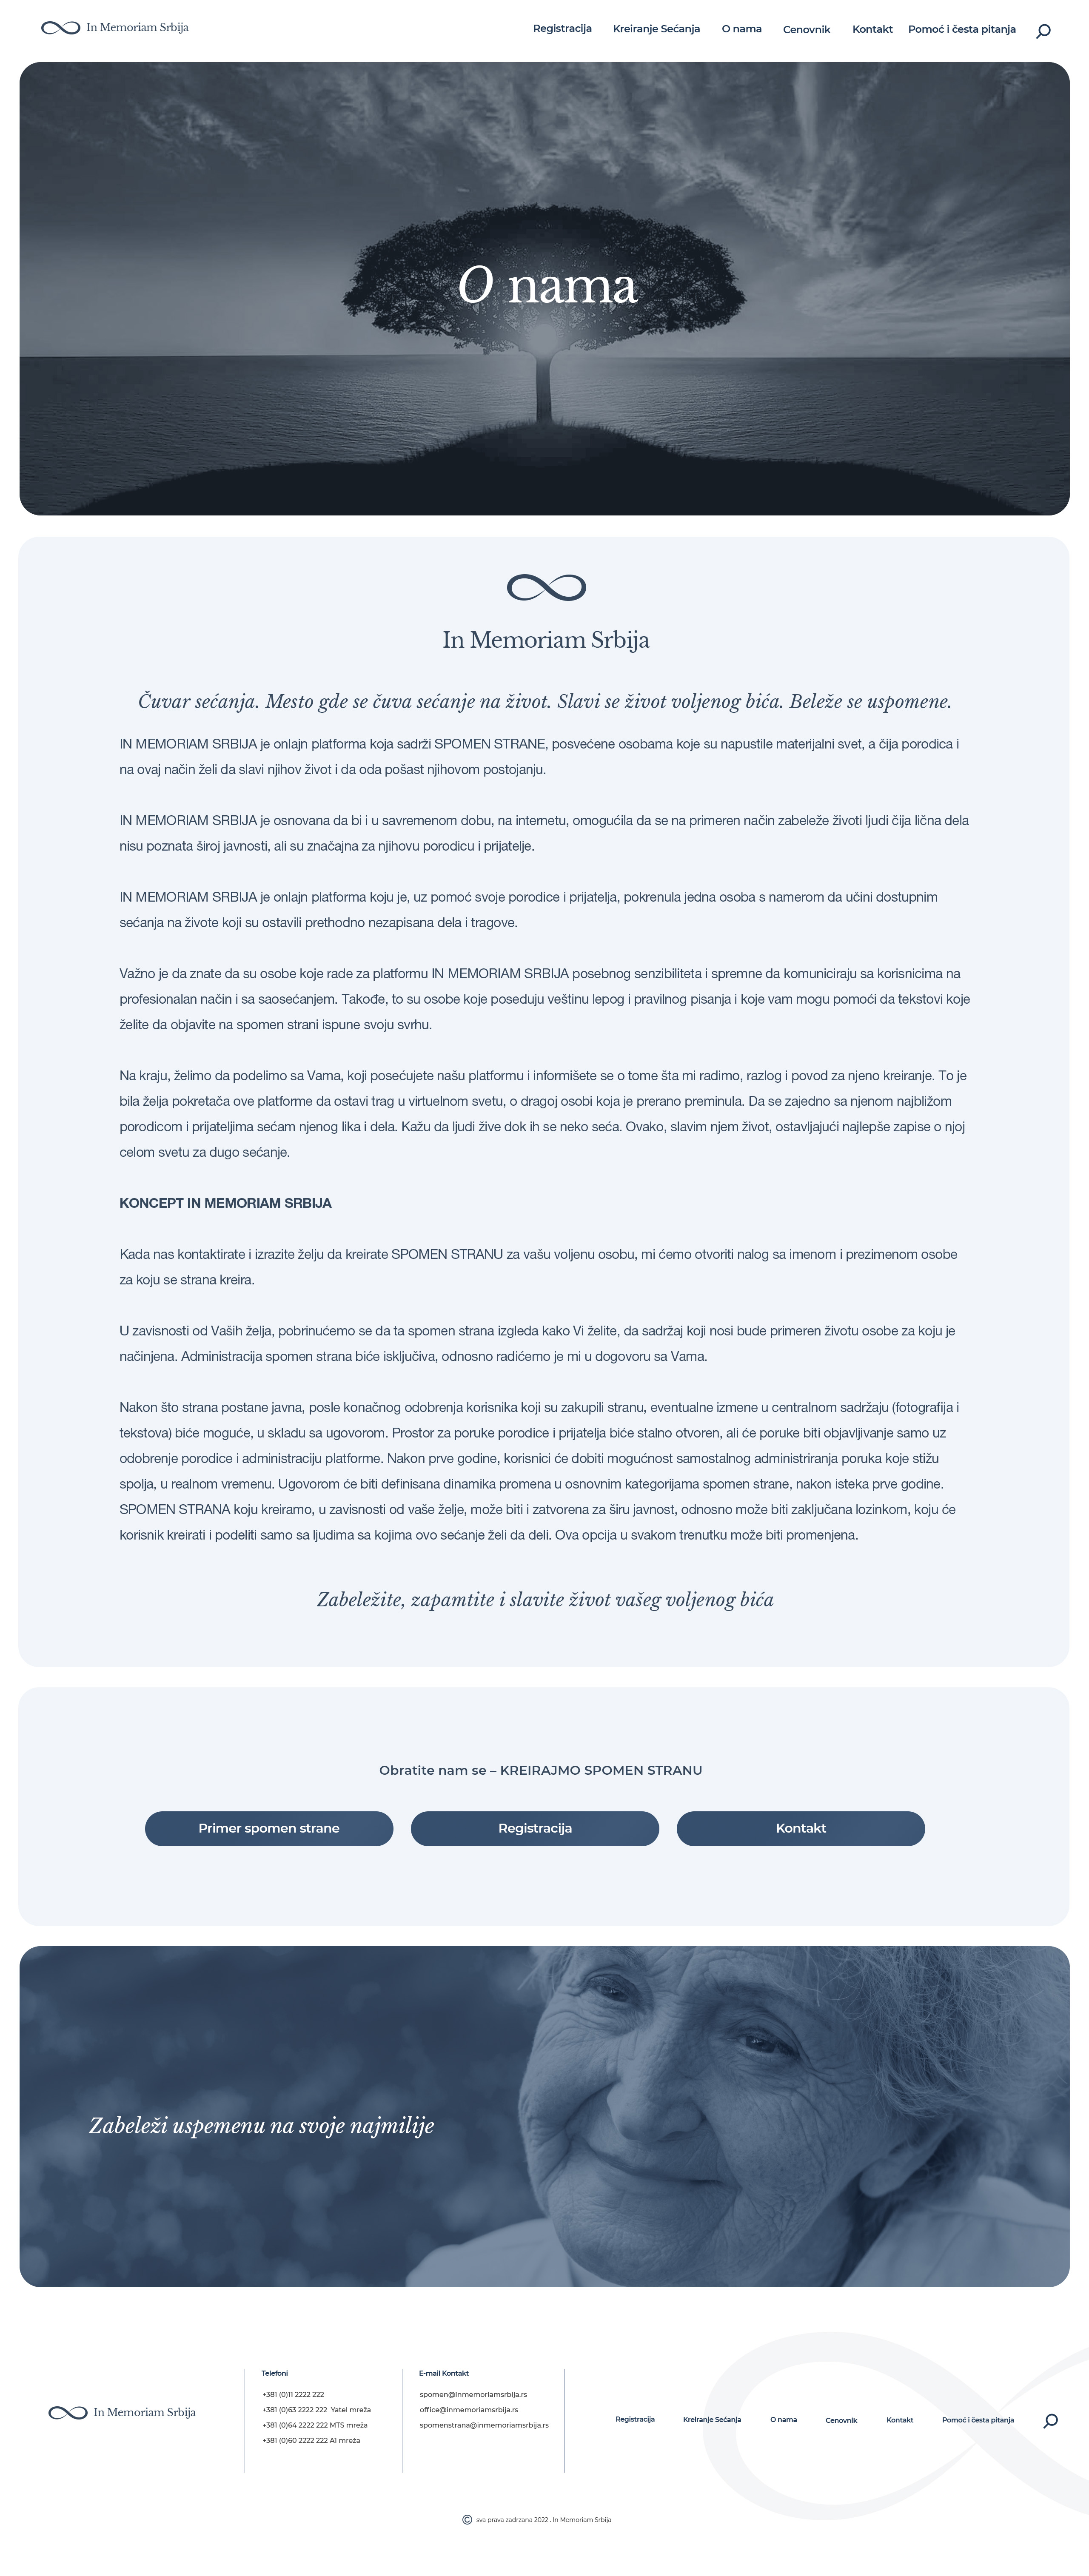 In Memoriam Srbija
Registracija Kreiranje Sećanja O nama Cenovnik Kontakt Pomoć i česta pitanja
O nama
In Memoriam Srbija
Čuvar sećanja. Mesto gde se čuva sećanje na život. Slavi se život voljenog bića. Beleže se uspomene.
IN MEMORIAM SRBIJA je onlajn platforma koja sadrži SPOMEN STRANE, posvećene osobama koje su napustile materijalni svet, a čija porodica i
na ovaj način želi da slavi njihov život i da oda pošast njihovom postojanju.
IN MEMORIAM SRBIJA je osnovana da bi i u savremenom dobu, na internetu, omogućila da se na primeren način zabeleže životi ljudi čija lična dela
nisu poznata široj javnosti, ali su značajna za njihovu porodicu i prijatelje.
IN MEMORIAM SRBIJA je onlajn platforma koju je, uz pomoć svoje porodice i prijatelja, pokrenula jedna osoba s namerom da učini dostupnim
sećanja na živote koji su ostavili prethodno nezapisana dela i tragove.
Važno je da znate da su osobe koje rade za platformu IN MEMORIAM SRBIJA posebnog senzibiliteta i spremne da komuniciraju sa korisnicima na
profesionalan način i sa saosećanjem. Takođe, to su osobe koje poseduju veštinu lepog i pravilnog pisanja i koje vam mogu pomoći da tekstovi koje
želite da objavite na spomen strani ispune svoju svrhu.
Na kraju, želimo da podelimo sa Vama, koji posećujete našu platformu i informišete se o tome šta mi radimo, razlog i povod za njeno kreiranje. To je
bila želja pokretača ove platforme da ostavi trag u virtuelnom svetu, o dragoj osobi koja je prerano preminula. Da se zajedno sa njenom najbližom
porodicom i prijateljima sećam njenog lika i dela. Kažu da ljudi žive dok ih se neko seća. Ovako, slavim njem život, ostavljajući najlepše zapise o njoj
celom svetu za dugo sećanje.
KONCEPT IN MEMORIAM SRBIJA
Kada nas kontaktirate i izrazite želju da kreirate SPOMEN STRANU za vašu voljenu osobu, mi ćemo otvoriti nalog sa imenom i prezimenom osobe
za koju se strana kreira.
U zavisnosti od Vaših želja, pobrinućemo se da ta spomen strana izgleda kako Vi želite, da sadržaj koji nosi bude primeren životu osobe za koju je
načinjena. Administracija spomen strana biće isključiva, odnosno radićemo je mi u dogovoru sa Vama.
Nakon što strana postane javna, posle konačnog odobrenja korisnika koji su zakupili stranu, eventualne izmene u centralnom sadržaju (fotografija i
tekstova) biće moguće, u skladu sa ugovorom. Prostor za poruke porodice i prijatelja biće stalno otvoren, ali će poruke biti objavljivanje samo uz
odobrenje porodice i administraciju platforme. Nakon prve godine, korisnici će dobiti mogućnost samostalnog administriranja poruka koje stižu
spolja, u realnom vremenu. Ugovorom će biti definisana dinamika promena u osnovnim kategorijama spomen strane, nakon isteka prve godine.
SPOMEN STRANA koju kreiramo, u zavisnosti od vaše želje, može biti i zatvorena za širu javnost, odnosno može biti zaključana lozinkom, koju će
korisnik kreirati i podeliti samo sa ljudima sa kojima ovo sećanje želi da deli. Ova opcija u svakom trenutku može biti promenjena.
Zabeležite, zapamtite i slavite život vašeg voljenog bića
Obratite nam se – KREIRAJMO SPOMEN STRANU
Primer spomen strane Registracija Kontakt
Zabeleži uspemenu na svoje najmilije
In Memoriam Srbija
Telefoni
+381 (0)11 2222 222
+381 (0)63 2222 222 Yatel mreža
+381 (0)64 2222 222 MTS mreža
+381 (0)60 2222 222 A1 mreža
E-mail Kontakt
spomen@inmemoriamsrbija.rs
office@inmemoriamsrbija.rs
spomenstrana@inmemoriamsrbija.rs
Registracija Kreiranje Sećanja O nama Cenovnik Kontakt Pomoć i česta pitanja
© sva prava zadrzana 2022 . In Memoriam Srbija